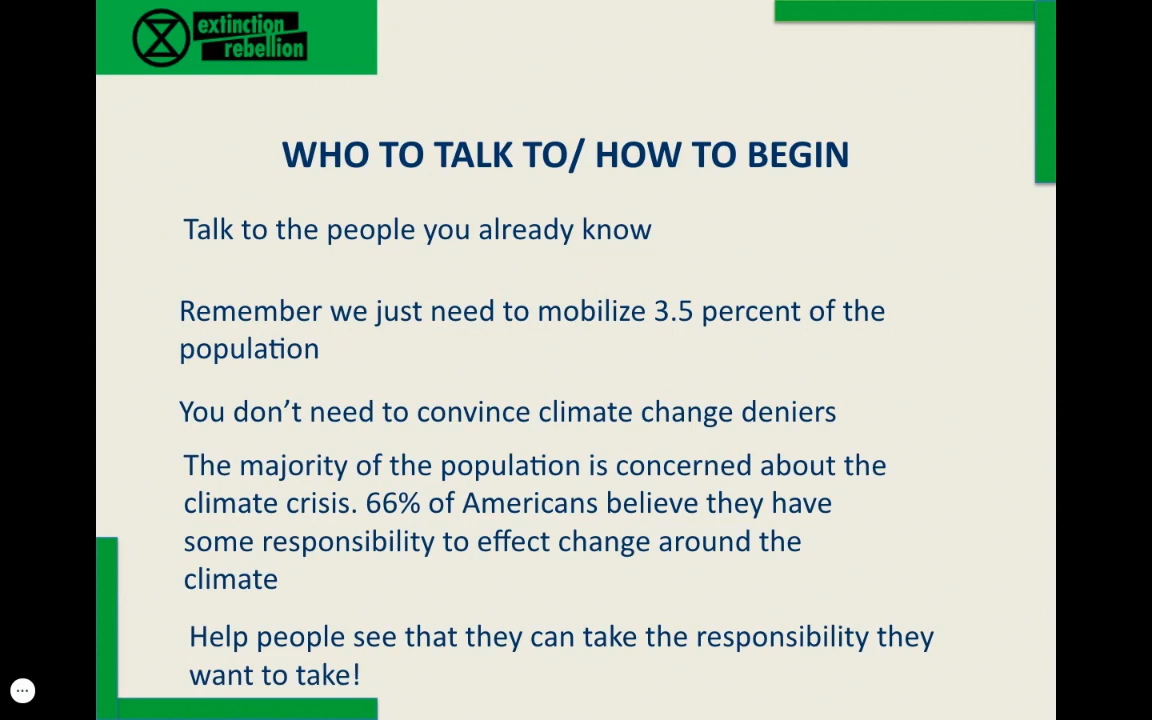 extinction
rebellion
WHO TO TALK TO/ HOW TO BEGIN
Talk to the people you already know
Remember we just need to mobilize 3.5 percent of the
population
You don’t need to convince climate change deniers
The majority of the population is concerned about the
climate crisis. 66% of Americans believe they have
some responsibility to effect change around the
climate
Help people see that they can take the responsibility they
want to take!